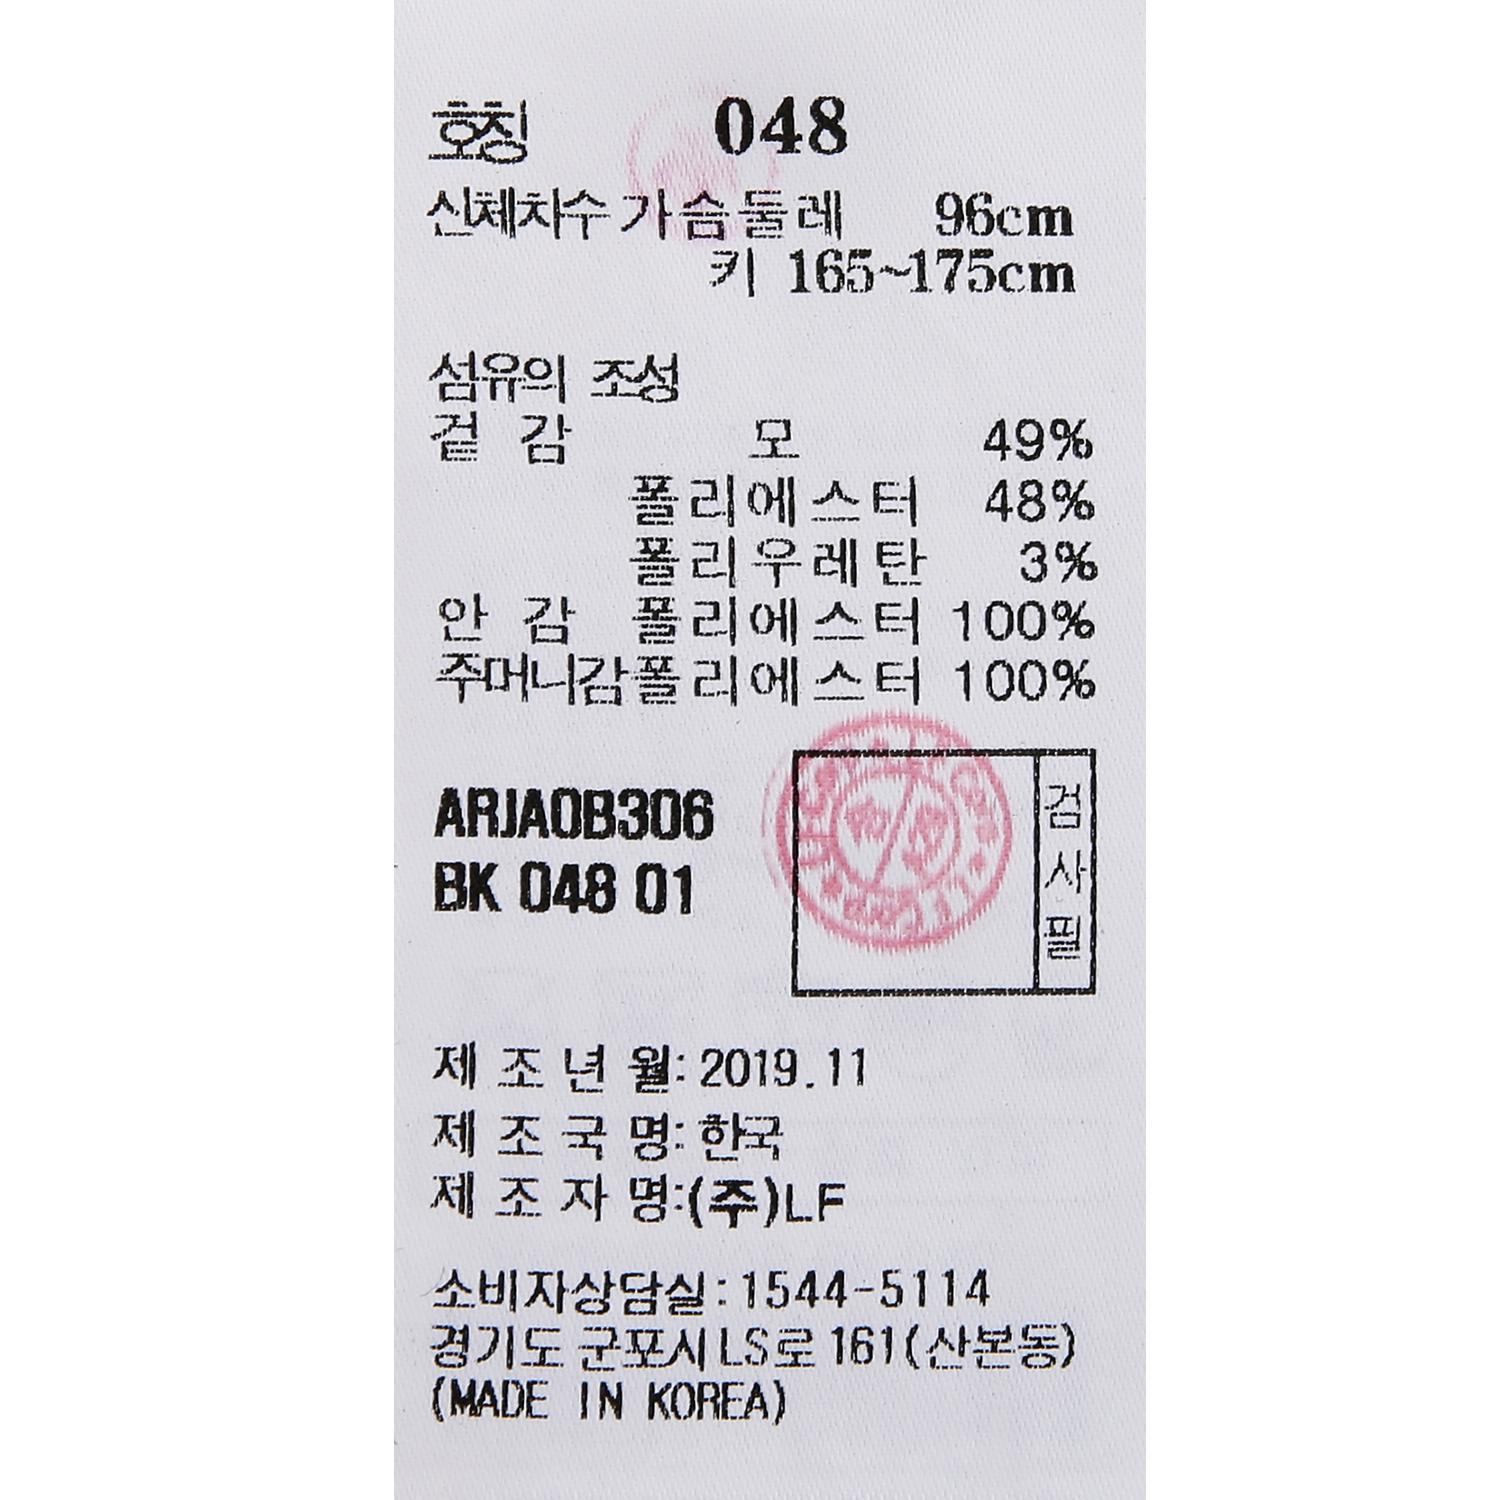 호칭 048
신체치수 가슴둘레 96cm
키 165~175cm
섬유의 조성
겉 감 모 49%
폴리에스터 48%
폴리우레탄 3%
안 감 폴리에스터 100%
주머니감 폴리에스터 100%
ARJA0B306
BK 048 01
검사필
제 조 년 월: 2019.11
제 조 국 명: 한국
제 조 자 명:(주)LF
소비자상담실:1544-5114
경기도 군포시 LS로 161(산본동)
(MADE IN KOREA)